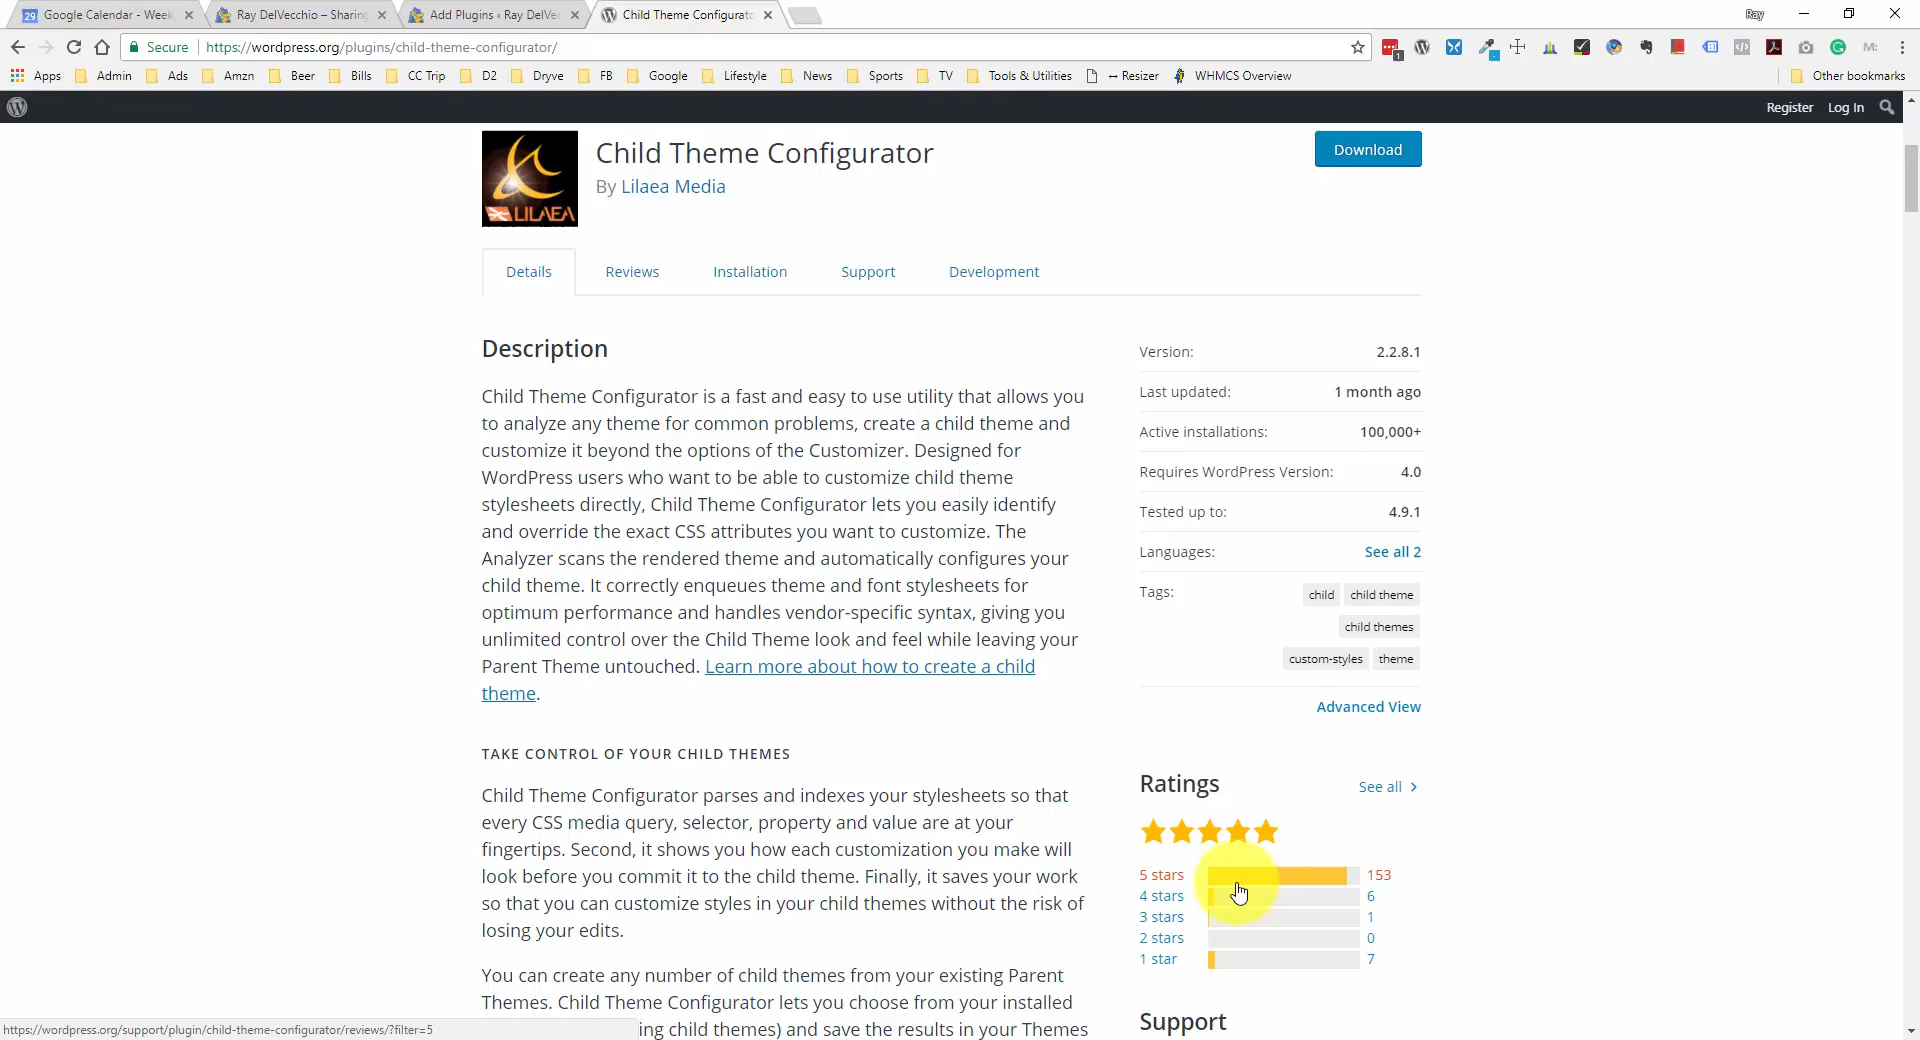 29 Google Calendar - Week
Ray DelVecchio – Sharing
Add Plugins ‹ Ray DelVec
Child Theme Configurato
Ray
Secure
https://wordpress.org/plugins/child-theme-configurator/
1
M:
Apps
Admin
Ads
Amzn
Beer
Bills
CC Trip
D2
Dryve
FB
Google
Lifestyle
News
Sports
TV
Tools & Utilities
↔ Resizer
WHMCS Overview
Other bookmarks
Register
Log In
LILAEA
Child Theme Configurator
By Lilaea Media
Download
Details
Reviews
Installation
Support
Development
Description
Child Theme Configurator is a fast and easy to use utility that allows you
to analyze any theme for common problems, create a child theme and
customize it beyond the options of the Customizer. Designed for
WordPress users who want to be able to customize child theme
stylesheets directly, Child Theme Configurator lets you easily identify
and override the exact CSS attributes you want to customize. The
Analyzer scans the rendered theme and automatically configures your
child theme. It correctly enqueues theme and font stylesheets for
optimum performance and handles vendor-specific syntax, giving you
unlimited control over the Child Theme look and feel while leaving your
Parent Theme untouched. Learn more about how to create a child
theme.
TAKE CONTROL OF YOUR CHILD THEMES
Child Theme Configurator parses and indexes your stylesheets so that
every CSS media query, selector, property and value are at your
fingertips. Second, it shows you how each customization you make will
look before you commit it to the child theme. Finally, it saves your work
so that you can customize styles in your child themes without the risk of
losing your edits.
You can create any number of child themes from your existing Parent
Themes. Child Theme Configurator lets you choose from your installed
ing child themes) and save the results in your Themes
Version: 2.2.8.1
Last updated: 1 month ago
Active installations: 100,000+
Requires WordPress Version: 4.0
Tested up to: 4.9.1
Languages: See all 2
Tags: child child theme
child themes
custom-styles theme
Advanced View
Ratings
See all
5 stars 153
4 stars 6
3 stars 1
2 stars 0
1 star 7
Support
https://wordpress.org/support/plugin/child-theme-configurator/reviews/?filter=5